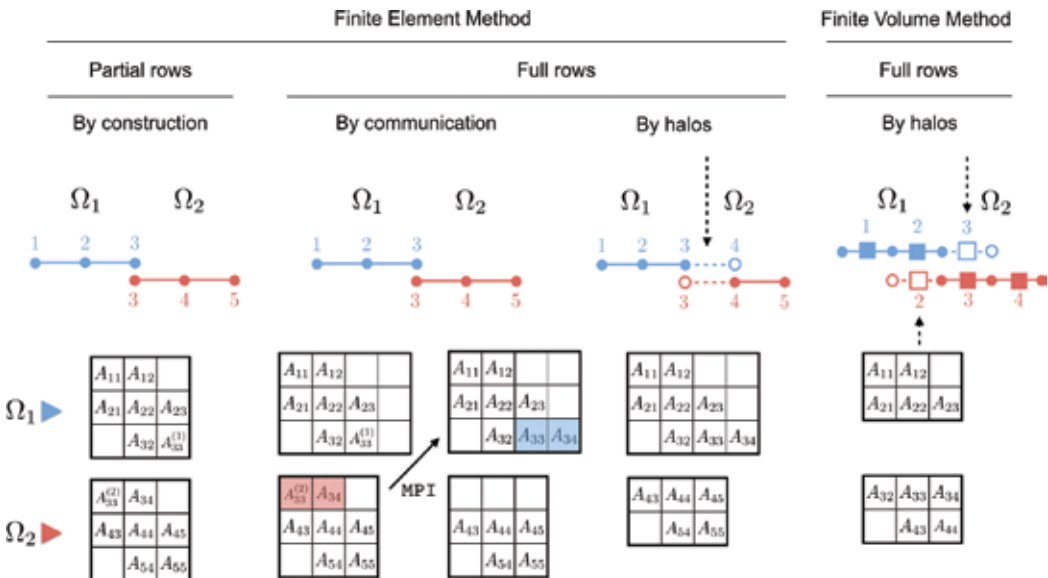 Finite Element Method Finite Volume Method
Partial rows Full rows Full rows
By construction By communication By halos By halos
Ω₁ Ω₂ Ω₁ Ω₂ Ω₁ Ω₂ Ω₁ Ω₂
1 2 3 1 2 3 1 2 3 4 1 2 3
3 4 5 3 4 5 3 4 5 2 3 4
Ω₁
A₁₁ A₁₂ A₁₁ A₁₂ A₁₁ A₁₂ A₁₁ A₁₂ A₁₁ A₁₂
A₂₁ A₂₂ A₂₃ A₂₁ A₂₂ A₂₃ A₂₁ A₂₂ A₂₃ A₂₁ A₂₂ A₂₃ A₂₁ A₂₂ A₂₃
A₃₂ A₃₃⁽¹⁾ A₃₂ A₃₃⁽¹⁾ A₃₂ A₃₃ A₃₄ A₃₂ A₃₃ A₃₄
MPI
Ω₂
A₃₃⁽²⁾ A₃₄ A₃₃⁽²⁾ A₃₄ A₄₃ A₄₄ A₄₅ A₃₂ A₃₃ A₃₄
A₄₃ A₄₄ A₄₅ A₄₃ A₄₄ A₄₅ A₄₃ A₄₄ A₄₅ A₅₄ A₅₅ A₄₃ A₄₄
A₅₄ A₅₅ A₅₄ A₅₅ A₅₄ A₅₅